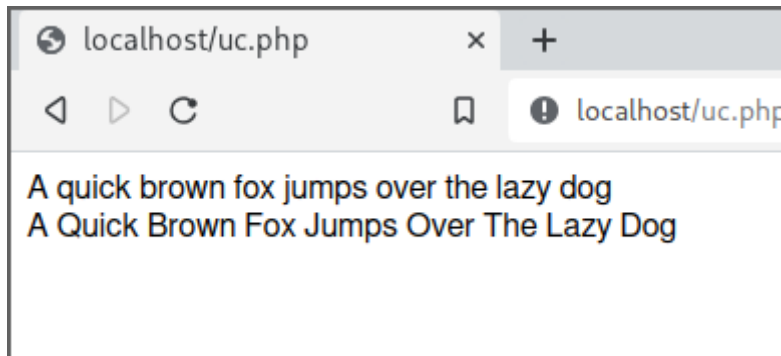 localhost/uc.php
localhost/uc.php
A quick brown fox jumps over the lazy dog
A Quick Brown Fox Jumps Over The Lazy Dog